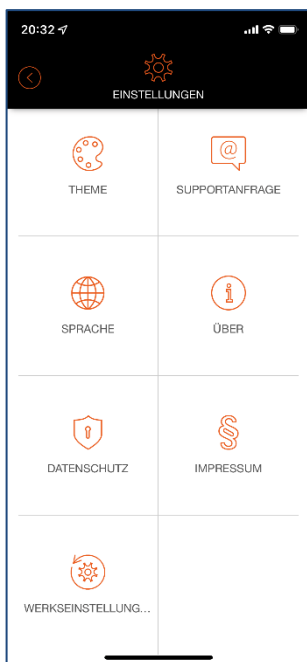 20:32
EINSTELLUNGEN
THEME
SUPPORTANFRAGE
@
SPRACHE
ÜBER
i
DATENSCHUTZ
IMPRESSUM
§
WERKSEINSTELLUNG...